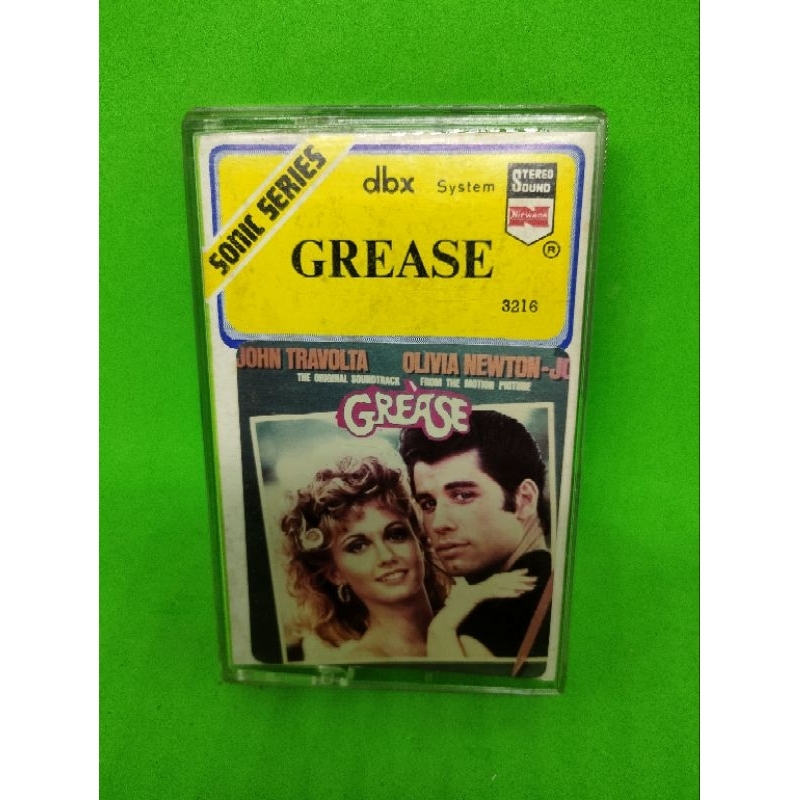 SONIC SERIES
dbx System
STEREO
SOUND
Nirwana
N
®
GREASE
3216
JOHN TRAVOLTA OLIVIA NEWTON-JO
THE ORIGINAL SOUNDTRACK FROM THE MOTION PICTURE
GREASE